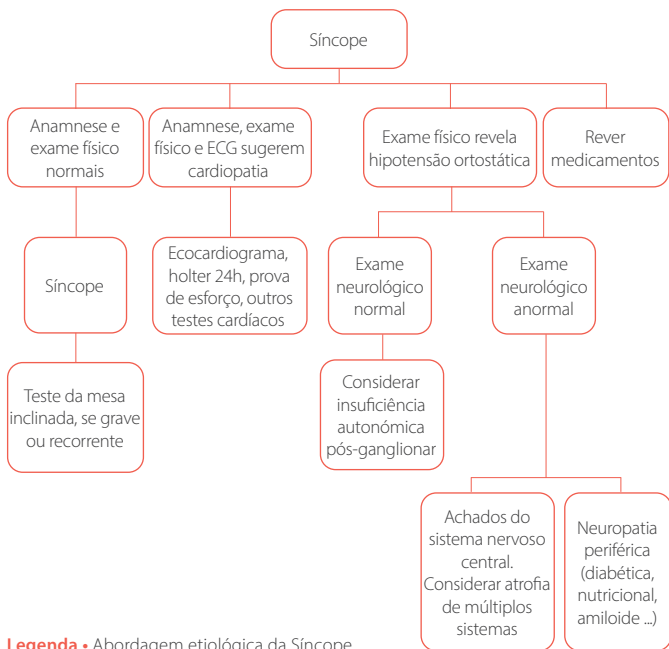 Síncope
Anamnese e
exame físico
normais
Anamnese, exame
físico e ECG sugerem
cardiopatia
Exame físico revela
hipotensão ortostática
Rever
medicamentos
Síncope
Ecocardiograma,
holter 24h, prova
de esforço, outros
testes cardíacos
Exame
neurológico
normal
Exame
neurológico
anormal
Teste da mesa
inclinada, se grave
ou recorrente
Considerar
insuficiência
autonómica
pós-ganglionar
Achados do
sistema nervoso
central.
Considerar atrofia
de múltiplos
sistemas
Neuropatia
periférica
(diabética,
nutricional,
amiloide ...)
Legenda • Abordagem etiológica da Síncope